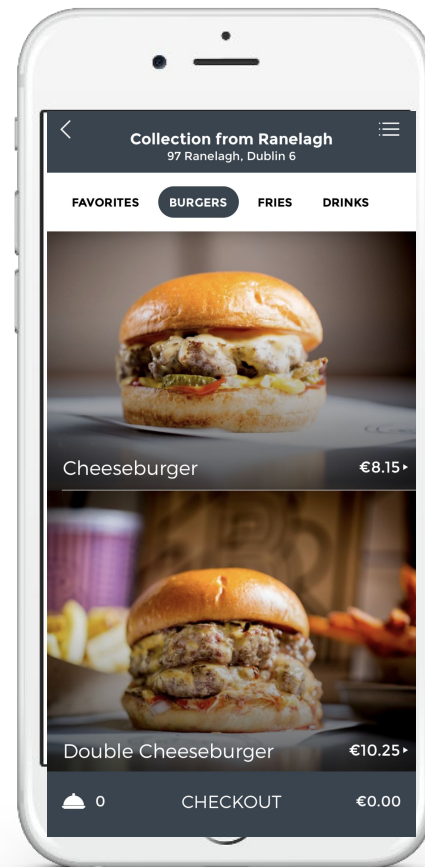 Collection from Ranelagh
97 Ranelagh, Dublin 6
FAVORITES BURGERS FRIES DRINKS
Cheeseburger €8.15
Double Cheeseburger €10.25
0 CHECKOUT €0.00